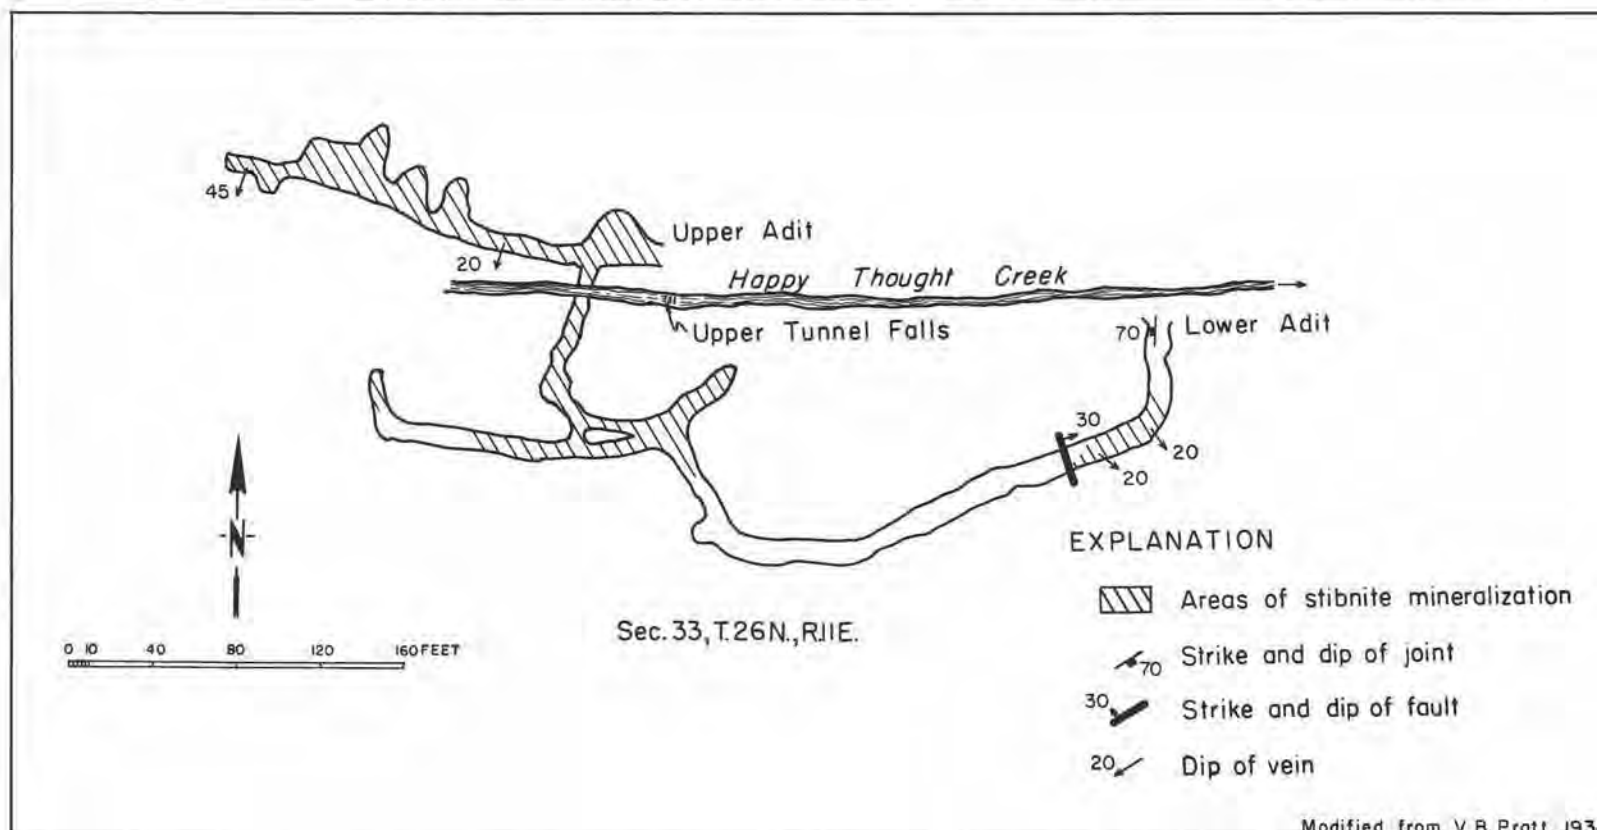 45
20
Upper Adit
Happy Thought Creek
Upper Tunnel Falls
70
Lower Adit
30
20
20
N
EXPLANATION
Areas of stibnite mineralization
70 Strike and dip of joint
30 Strike and dip of fault
20 Dip of vein
Sec. 33, T.26N., R.11E.
0 10 40 80 120 160 FEET
Modified from V.B. Pratt, 193